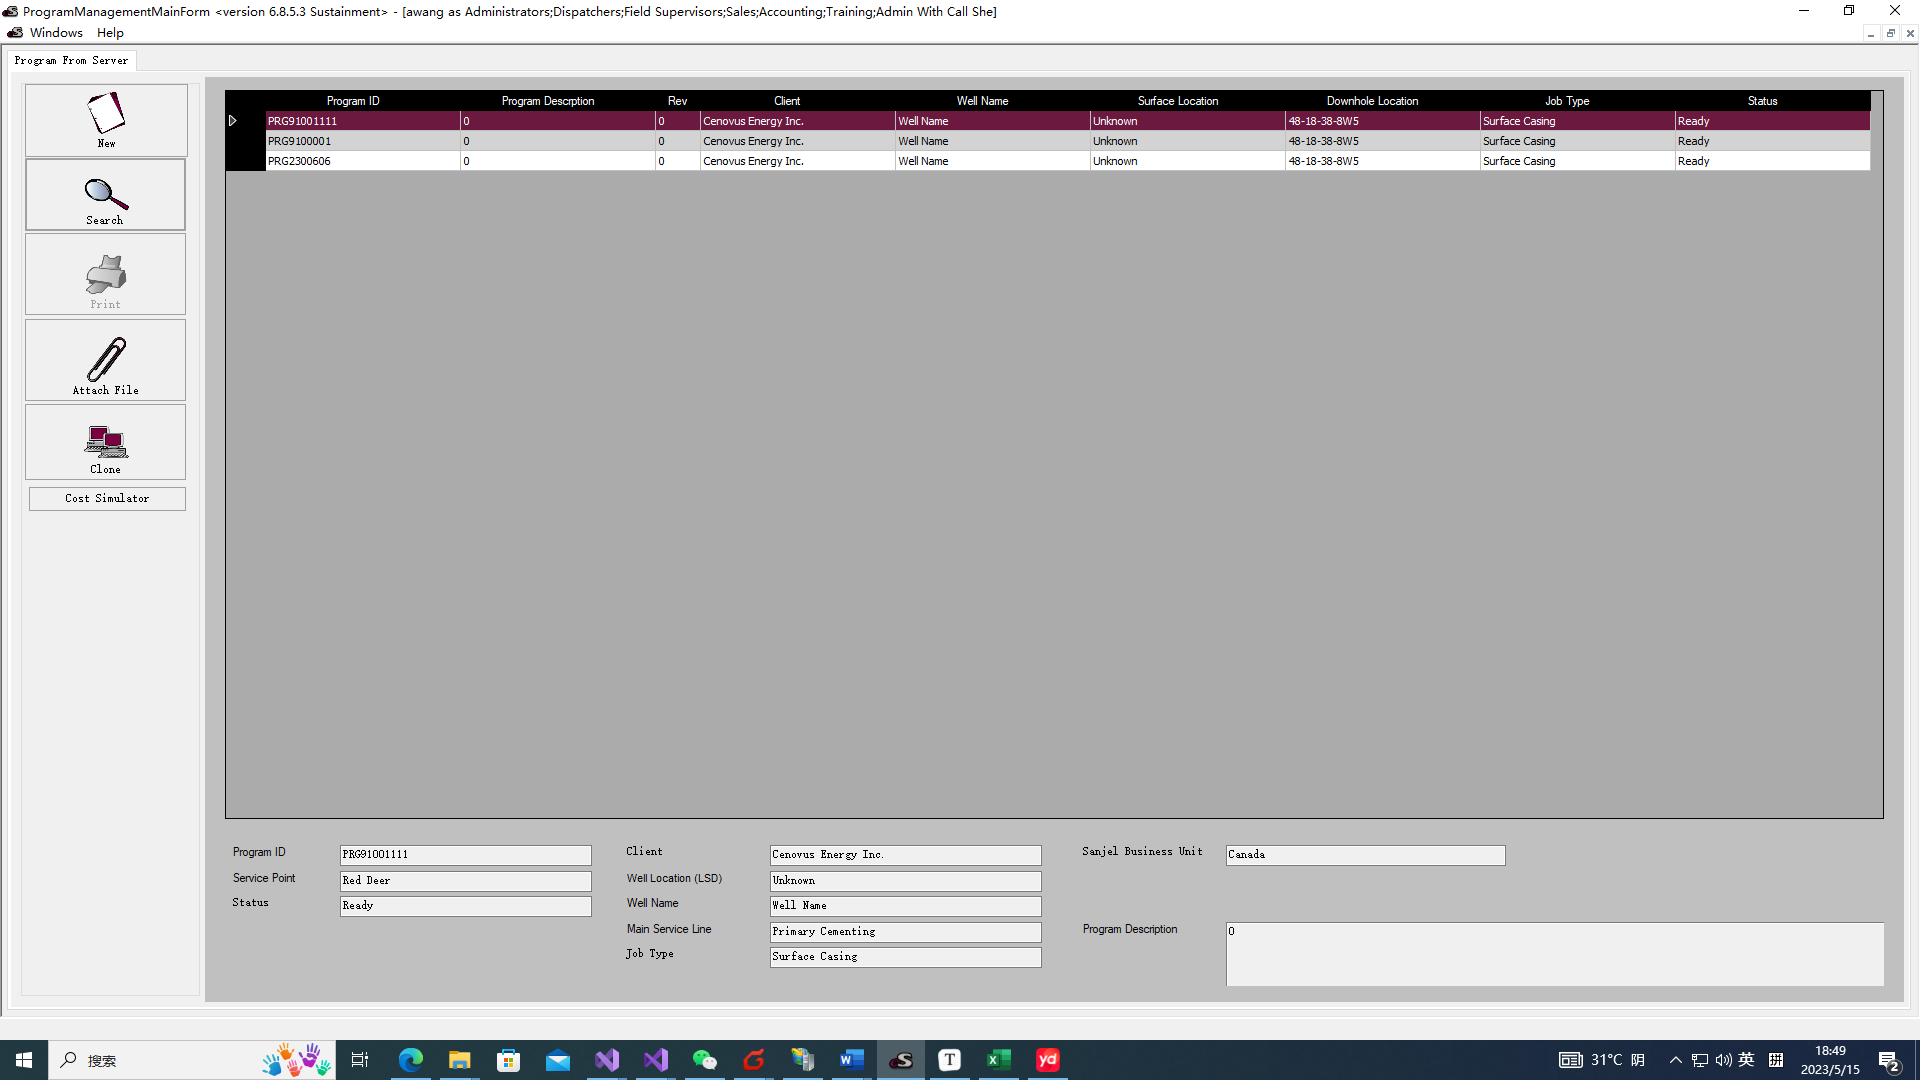 ProgramManagementMainForm <version 6.8.5.3 Sustainment> - [awang as Administrators;Dispatchers;Field Supervisors;Sales;Accounting;Training;Admin With Call She]
Windows Help
Program From Server
New
Search
Print
Attach File
Clone
Cost Simulator
Program ID Program Descrption Rev Client Well Name Surface Location Downhole Location Job Type Status
PRG91001111 0 0 Cenovus Energy Inc. Well Name Unknown 48-18-38-8W5 Surface Casing Ready
PRG9100001 0 0 Cenovus Energy Inc. Well Name Unknown 48-18-38-8W5 Surface Casing Ready
PRG2300606 0 0 Cenovus Energy Inc. Well Name Unknown 48-18-38-8W5 Surface Casing Ready
Program ID PRG91001111 Client Cenovus Energy Inc. Sanjel Business Unit Canada
Service Point Red Deer Well Location (LSD) Unknown
Status Ready Well Name Well Name
Main Service Line Primary Cementing Program Description 0
Job Type Surface Casing
搜索 31°C 阴 英 拼 18:49
2023/5/15 2